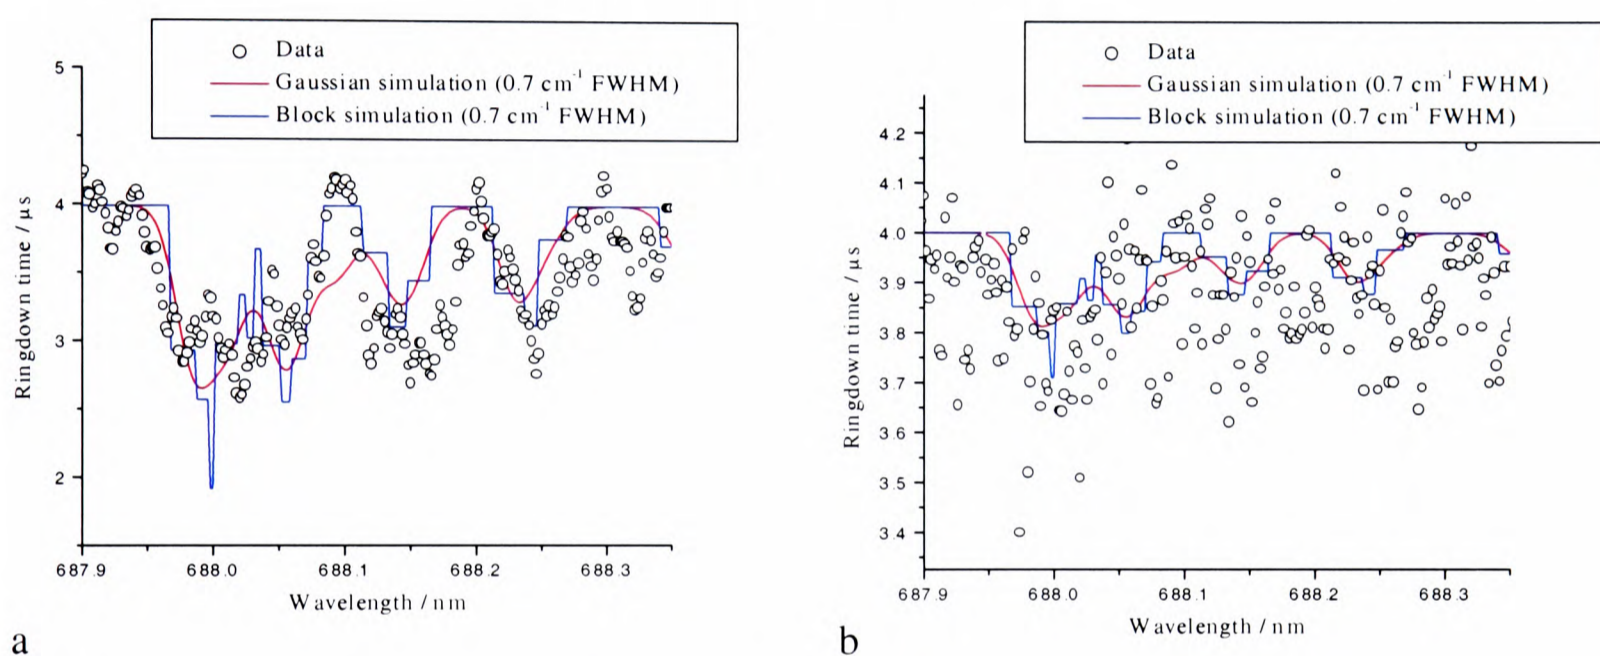 Data
Gaussian simulation (0.7 cm⁻¹ FWHM)
Block simulation (0.7 cm⁻¹ FWHM)
5
4
3
2
Ringdown time / μs
687.9 688.0 688.1 688.2 688.3
Wavelength / nm
a
Data
Gaussian simulation (0.7 cm⁻¹ FWHM)
Block simulation (0.7 cm⁻¹ FWHM)
4.2
4.1
4.0
3.9
3.8
3.7
3.6
3.5
3.4
Ringdown time / μs
687.9 688.0 688.1 688.2 688.3
Wavelength / nm
b